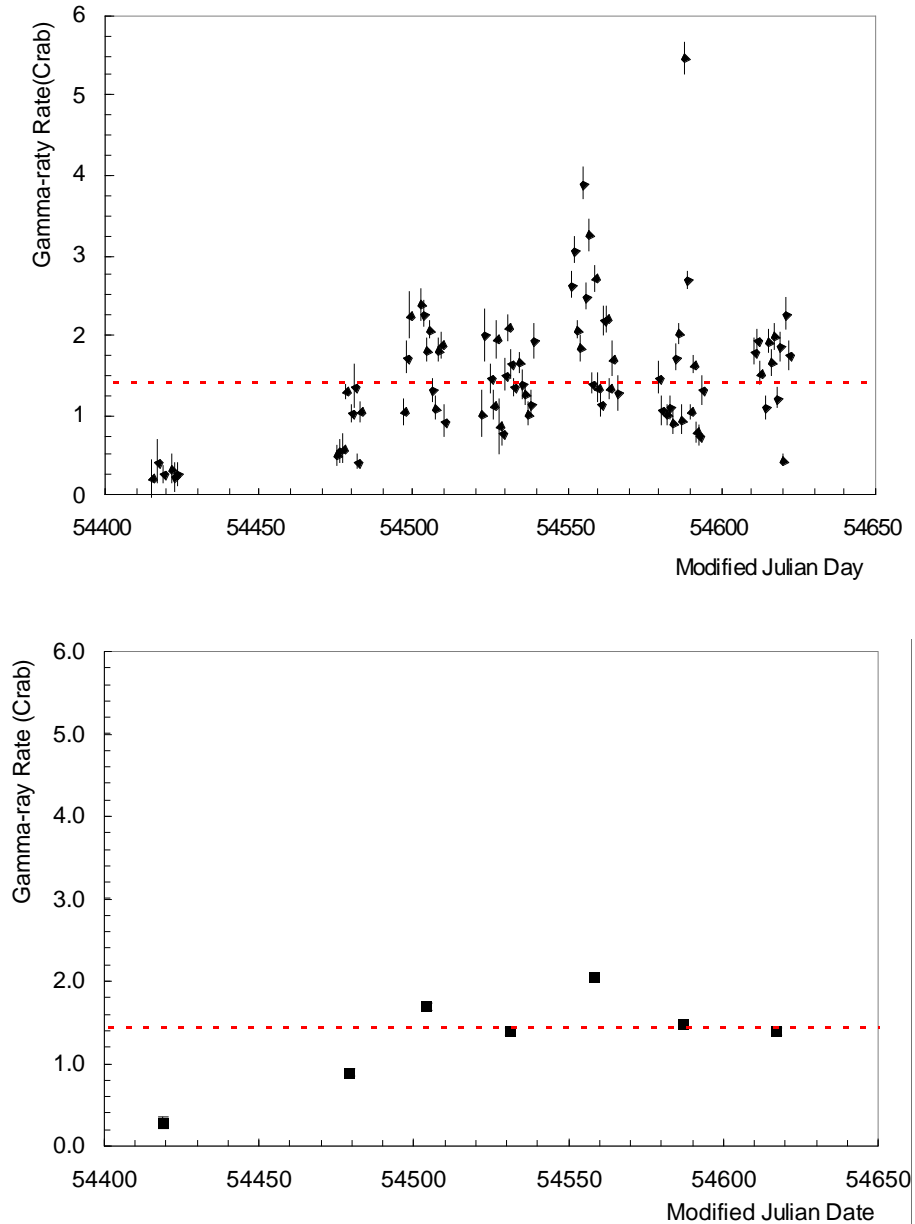 6
5
4
3
2
1
0
Gamma-raty Rate(Crab)
54400 54450 54500 54550 54600 54650
Modified Julian Day
6.0
5.0
4.0
3.0
2.0
1.0
0.0
Gamma-ray Rate (Crab)
54400 54450 54500 54550 54600 54650
Modified Julian Date